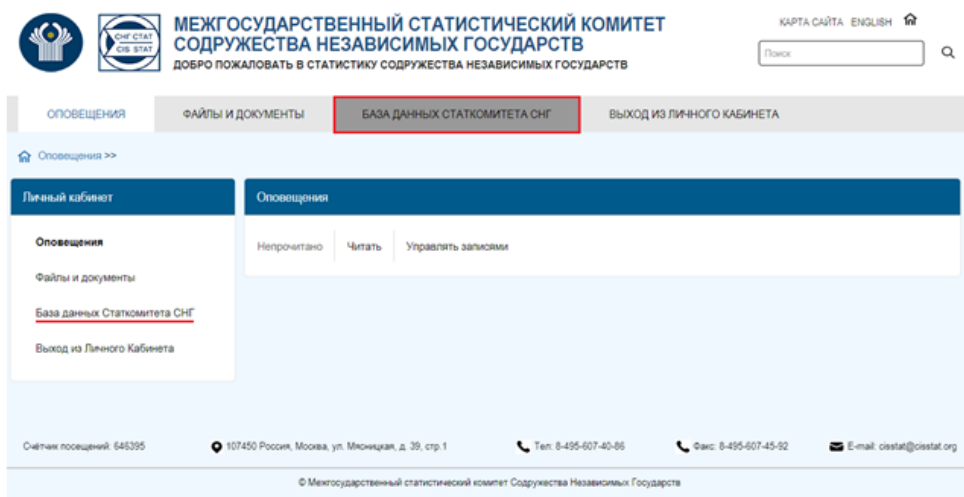 МЕЖГОСУДАРСТВЕННЫЙ СТАТИСТИЧЕСКИЙ КОМИТЕТ
СОДРУЖЕСТВА НЕЗАВИСИМЫХ ГОСУДАРСТВ
ДОБРО ПОЖАЛОВАТЬ В СТАТИСТИКУ СОДРУЖЕСТВА НЕЗАВИСИМЫХ ГОСУДАРСТВ
СНГ СТАТ
CIS STAT
КАРТА САЙТА ENGLISH
Поиск
ОПОВЕЩЕНИЯ ФАЙЛЫ И ДОКУМЕНТЫ БАЗА ДАННЫХ СТАТКОМИТЕТА СНГ ВЫХОД ИЗ ЛИЧНОГО КАБИНЕТА
Оповещения >>
Личный кабинет
Оповещения
Файлы и документы
База данных Статкомитета СНГ
Выход из Личного Кабинета
Оповещения
Непрочитано Читать Управлять записями
Счётчик посещений: 646395 107450 Россия, Москва, ул. Мясницкая, д. 39, стр.1 Тел: 8-495-607-40-86 Факс: 8-495-607-45-92 E-mail: cisstat@cisstat.org
© Межгосударственный статистический комитет Содружества Независимых Государств